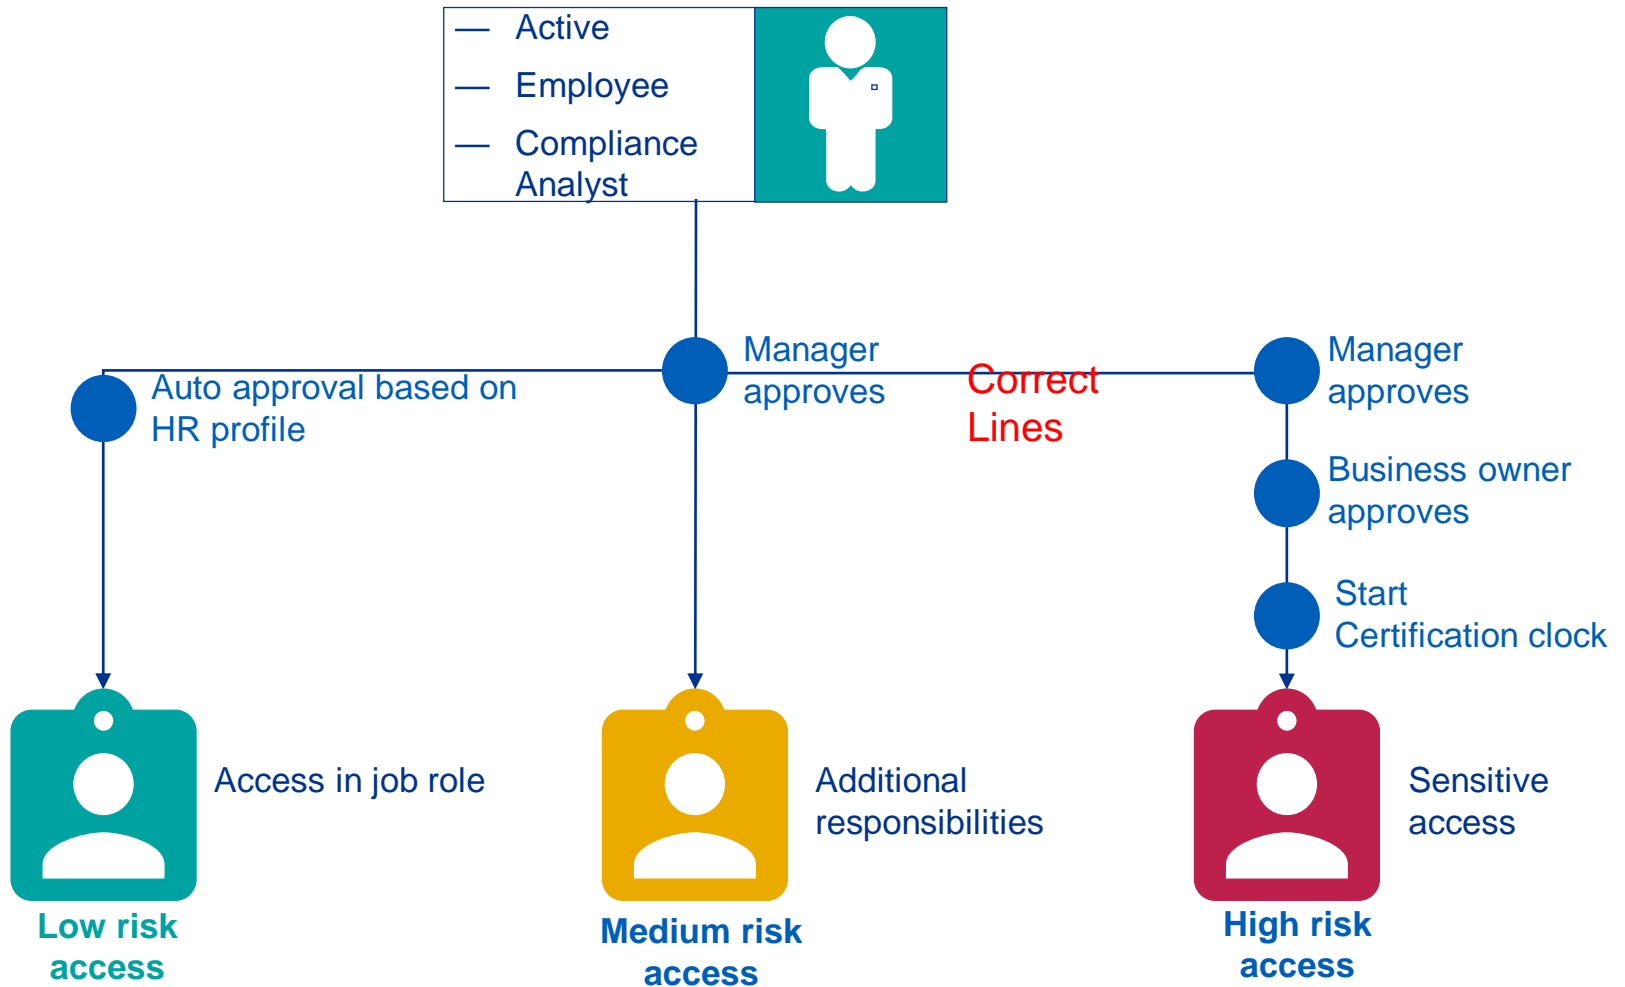 — Active
— Employee
— Compliance
Analyst
Auto approval based on
HR profile
Manager
approves
Correct
Lines
Manager
approves
Business owner
approves
Start
Certification clock
Access in job role
Low risk
access
Additional
responsibilities
Medium risk
access
Sensitive
access
High risk
access